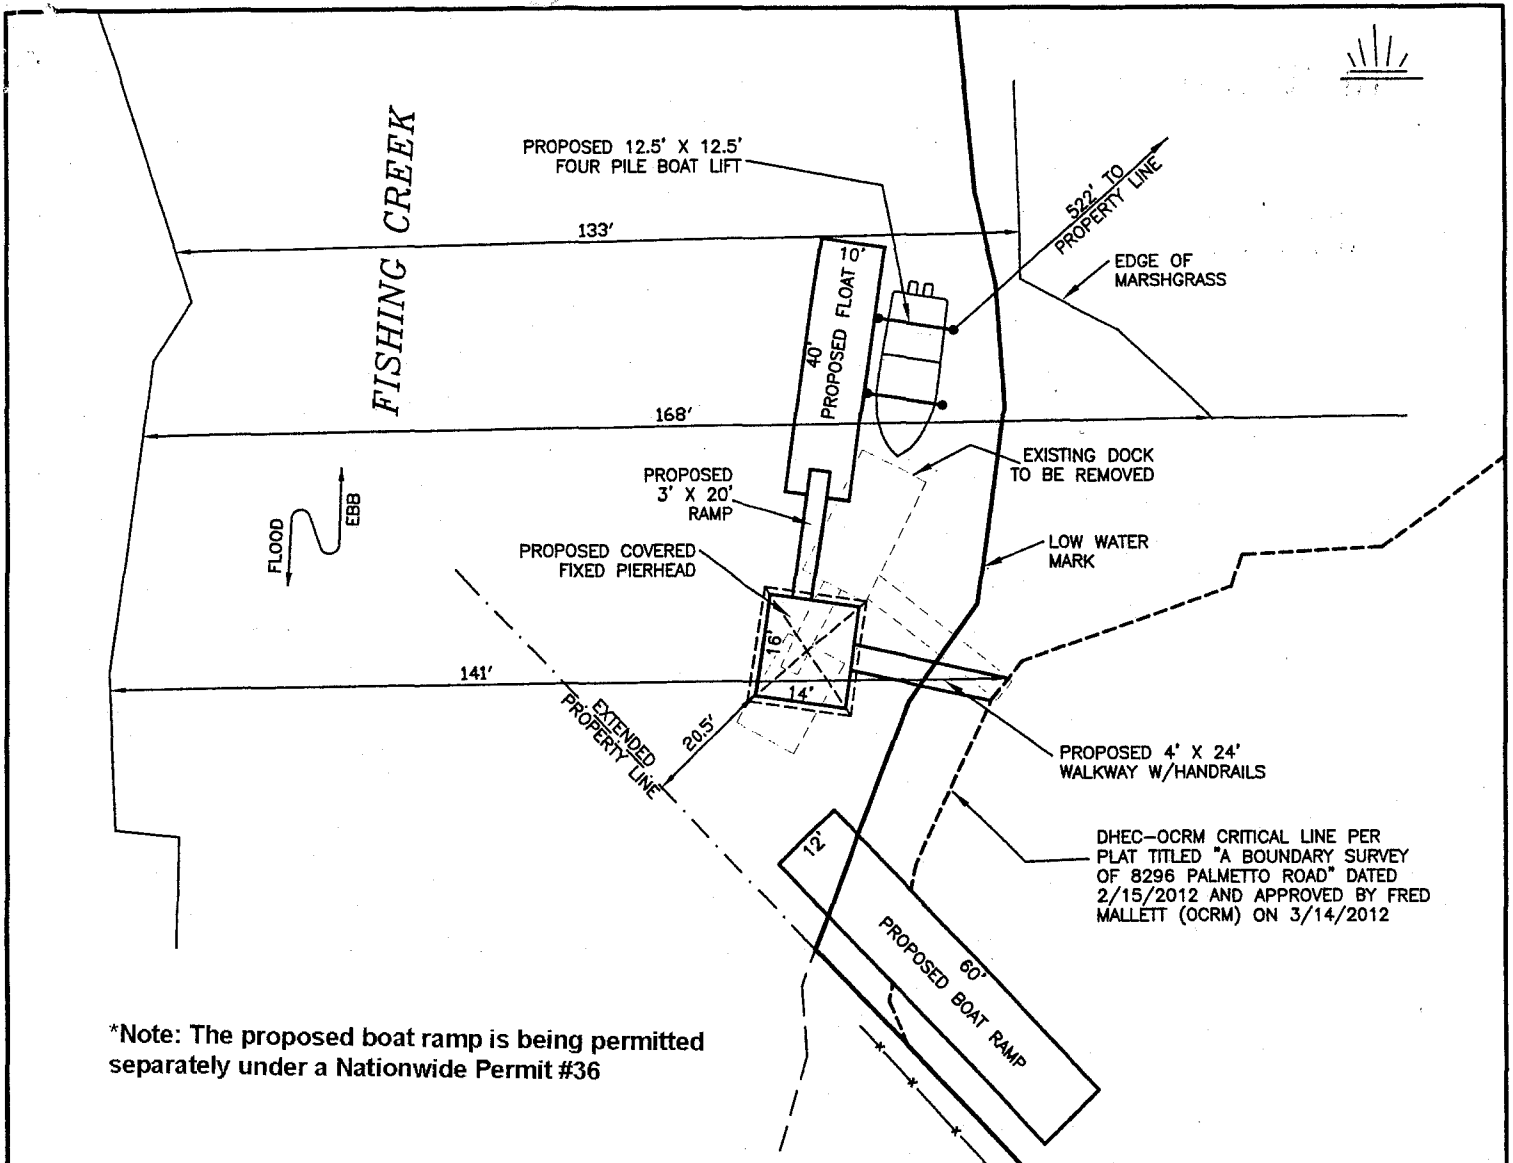 PROPOSED 12.5' X 12.5'
FOUR PILE BOAT LIFT
FISHING CREEK
133'
522' TO
PROPERTY LINE
EDGE OF
MARSHGRASS
10'
40'
PROPOSED FLOAT
168'
EXISTING DOCK
TO BE REMOVED
PROPOSED
3' X 20'
RAMP
FLOOD
EBB
LOW WATER
MARK
PROPOSED COVERED
FIXED PIERHEAD
16'
14'
141'
EXTENDED
PROPERTY LINE
20.5'
PROPOSED 4' X 24'
WALKWAY W/HANDRAILS
12'
DHEC-OCRM CRITICAL LINE PER
PLAT TITLED "A BOUNDARY SURVEY
OF 8296 PALMETTO ROAD" DATED
2/15/2012 AND APPROVED BY FRED
MALLETT (OCRM) ON 3/14/2012
60'
PROPOSED BOAT RAMP
*Note: The proposed boat ramp is being permitted
separately under a Nationwide Permit #36